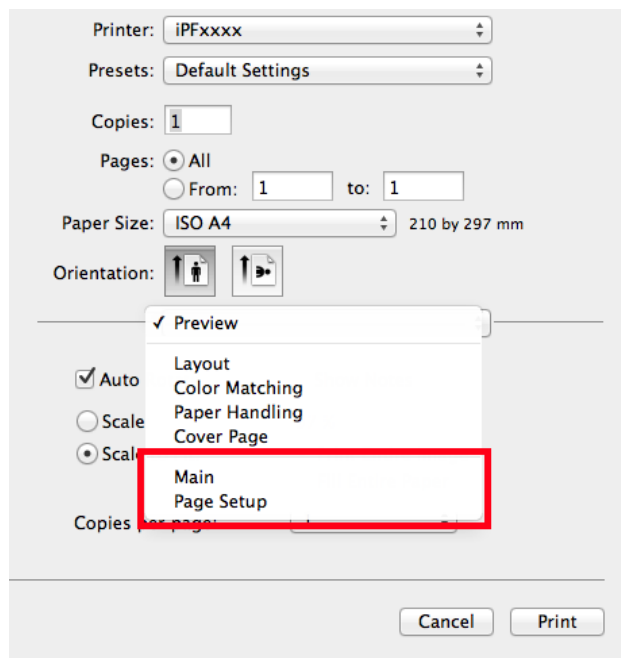 Printer: iPFxxxx
Presets: Default Settings
Copies: 1
Pages: All
From: 1 to: 1
Paper Size: ISO A4 210 by 297 mm
Orientation:
✓ Preview
Layout
Auto
Color Matching
Paper Handling
Scale
Cover Page
Scal
Main
Page Setup
Copies per page:
Cancel Print